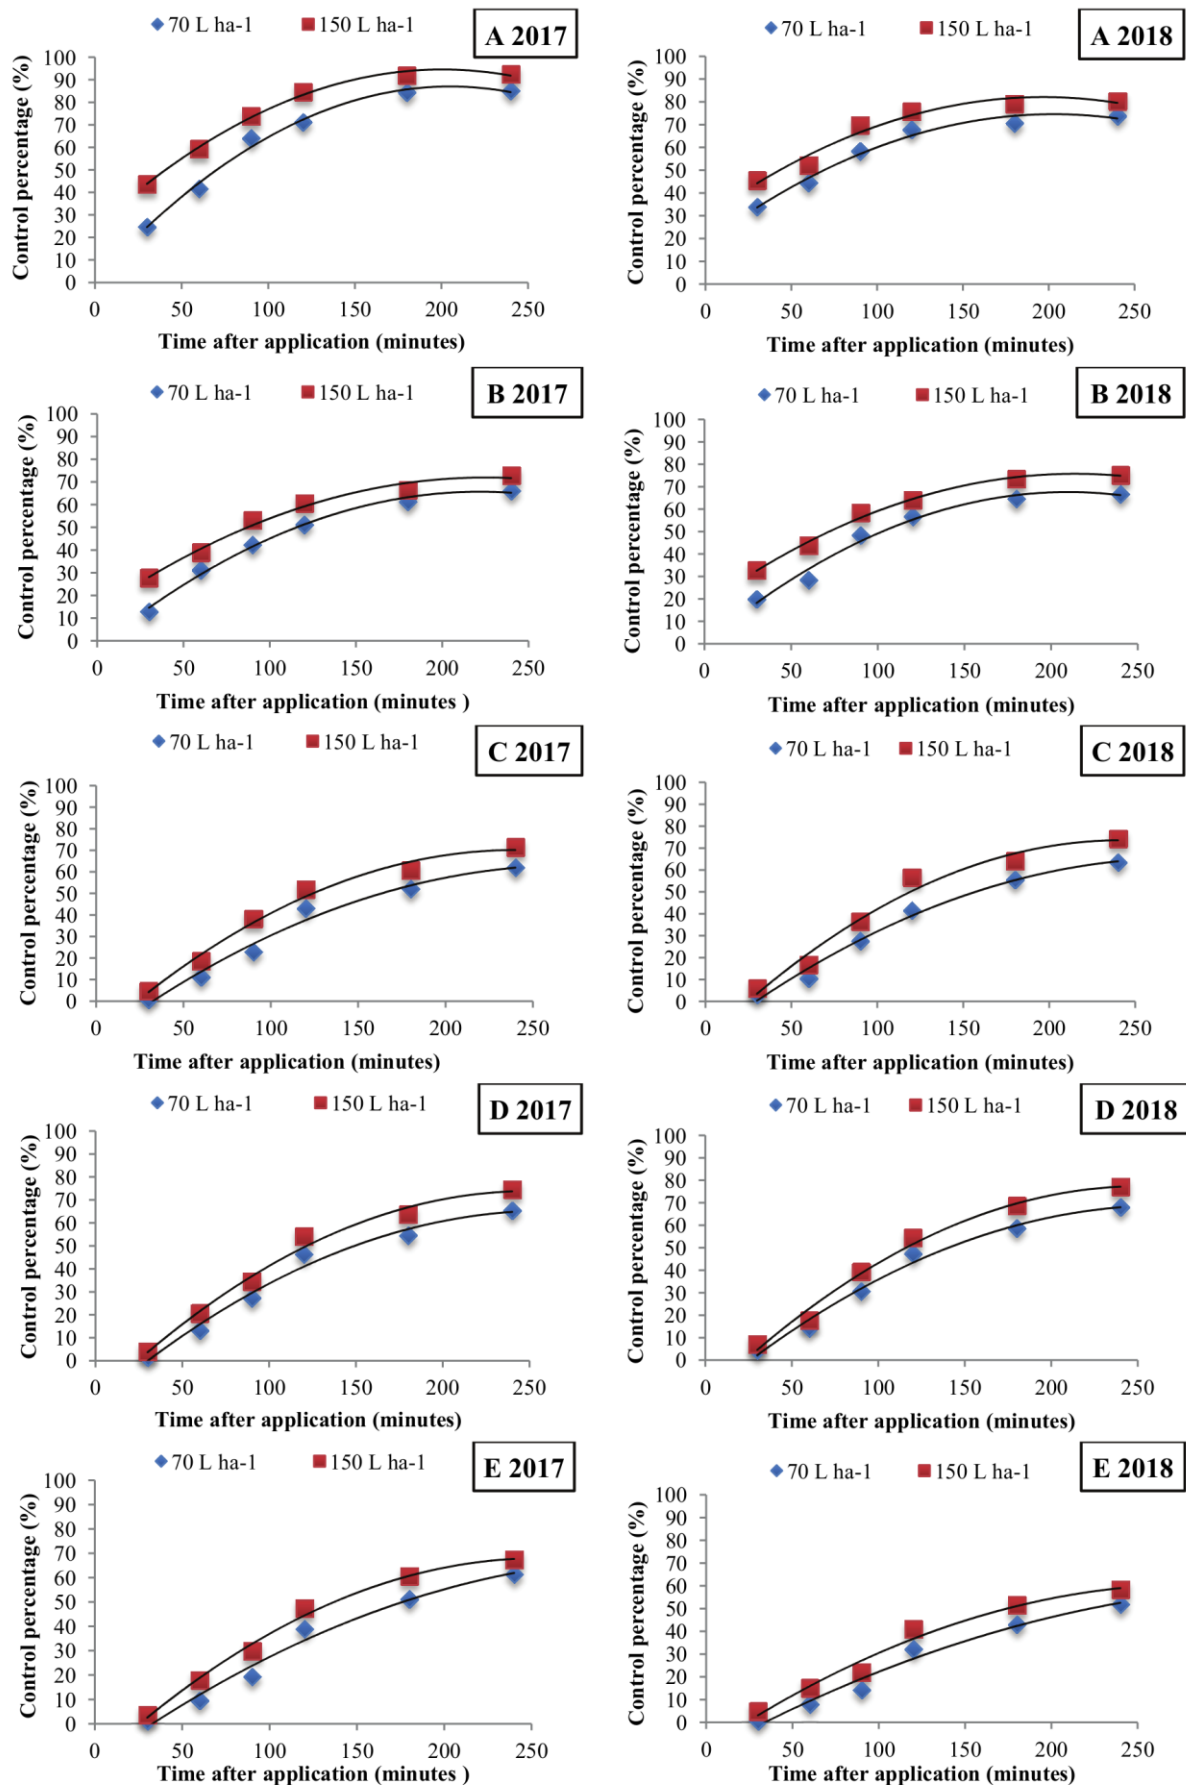 70 L ha-1 150 L ha-1 A 2017
100
90
80
70
60
50
40
30
20
10
0
Control percentage (%)
0 50 100 150 200 250
Time after application (minutes)
70 L ha-1 150 L ha-1 A 2018
100
90
80
70
60
50
40
30
20
10
0
Control percentage (%)
0 50 100 150 200 250
Time after application (minutes)
70 L ha-1 150 L ha-1 B 2017
100
90
80
70
60
50
40
30
20
10
0
Control percentage (%)
0 50 100 150 200 250
Time after application (minutes )
70 L ha-1 150 L ha-1 B 2018
100
90
80
70
60
50
40
30
20
10
0
Control percentage (%)
0 50 100 150 200 250
Time after application (minutes)
70 L ha-1 150 L ha-1 C 2017
100
90
80
70
60
50
40
30
20
10
0
Control percentage (%)
0 50 100 150 200 250
Time after application (minutes)
70 L ha-1 150 L ha-1 C 2018
100
90
80
70
60
50
40
30
20
10
0
Control percentage (%)
0 50 100 150 200 250
Time after application (minutes)
70 L ha-1 150 L ha-1 D 2017
100
90
80
70
60
50
40
30
20
10
0
Control percentage (%)
0 50 100 150 200 250
Time after application (minutes)
70 L ha-1 150 L ha-1 D 2018
100
90
80
70
60
50
40
30
20
10
0
Control percentage (%)
0 50 100 150 200 250
Time after application (minutes)
70 L ha-1 150 L ha-1 E 2017
100
90
80
70
60
50
40
30
20
10
0
Control percentage (%)
0 50 100 150 200 250
Time after application (minutes )
70 L ha-1 150 L ha-1 E 2018
100
90
80
70
60
50
40
30
20
10
0
Control percentage (%)
0 50 100 150 200 250
Time after application (minutes)